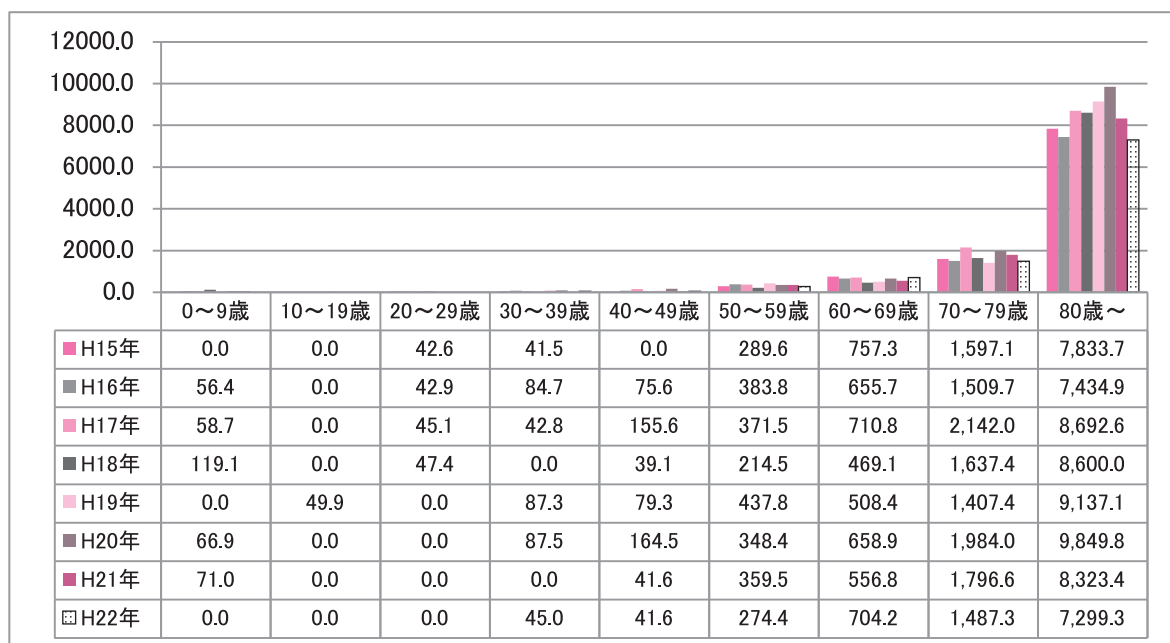 12000.0
10000.0
8000.0
6000.0
4000.0
2000.0
0.0
0～9歳 10～19歳 20～29歳 30～39歳 40～49歳 50～59歳 60～69歳 70～79歳 80歳～
H15年 0.0 0.0 42.6 41.5 0.0 289.6 757.3 1,597.1 7,833.7
H16年 56.4 0.0 42.9 84.7 75.6 383.8 655.7 1,509.7 7,434.9
H17年 58.7 0.0 45.1 42.8 155.6 371.5 710.8 2,142.0 8,692.6
H18年 119.1 0.0 47.4 0.0 39.1 214.5 469.1 1,637.4 8,600.0
H19年 0.0 49.9 0.0 87.3 79.3 437.8 508.4 1,407.4 9,137.1
H20年 66.9 0.0 0.0 87.5 164.5 348.4 658.9 1,984.0 9,849.8
H21年 71.0 0.0 0.0 0.0 41.6 359.5 556.8 1,796.6 8,323.4
H22年 0.0 0.0 0.0 45.0 41.6 274.4 704.2 1,487.3 7,299.3